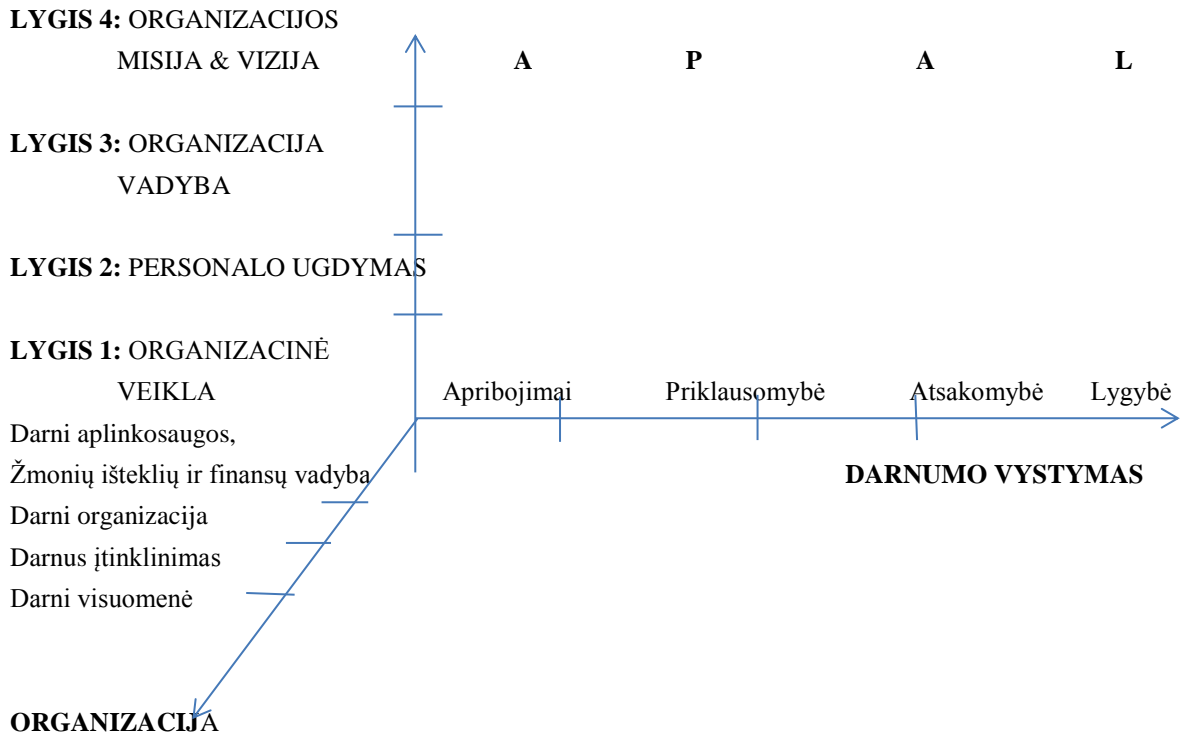 LYGIS 4: ORGANIZACIJOS
MISIJA & VIZIJA A P A L
LYGIS 3: ORGANIZACIJA
VADYBA
LYGIS 2: PERSONALO UGDYMAS
LYGIS 1: ORGANIZACINĖ
VEIKLA Apribojimai Priklausomybė Atsakomybė Lygybė
Darni aplinkosaugos,
Žmonių išteklių ir finansų vadyba DARNUMO VYSTYMAS
Darni organizacija
Darnus įtinklinimas
Darni visuomenė
ORGANIZACIJA